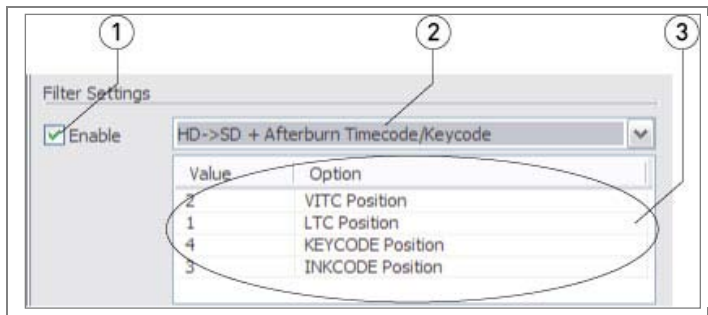 1 2 3
Filter Settings
Enable HD->SD + Afterburn Timecode/Keycode
Value Option
2 VITC Position
1 LTC Position
4 KEYCODE Position
3 INKCODE Position